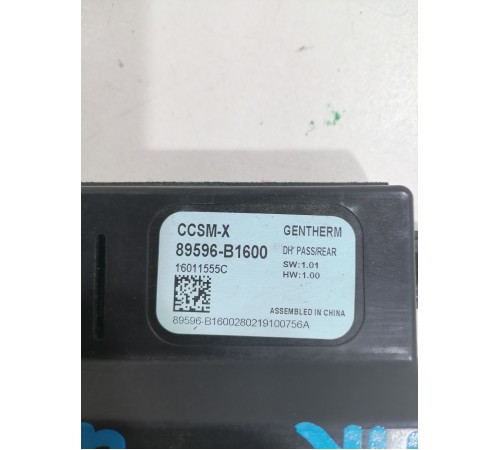 CCSM-X GENTHERM
89596-B1600 DH' PASS/REAR
16011555C SW:1.01
HW:1.00
ASSEMBLED IN CHINA
89596-B1600280219100756A